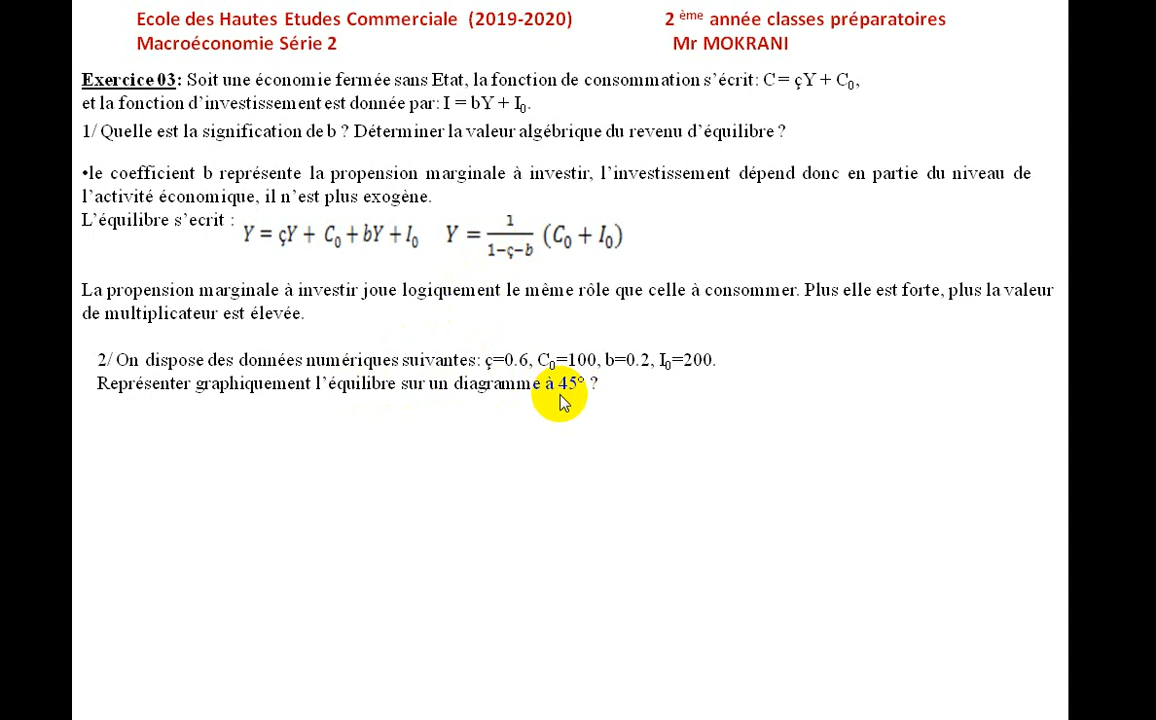 Ecole des Hautes Etudes Commerciale (2019-2020) 2 ème année classes préparatoires
Macroéconomie Série 2 Mr MOKRANI
Exercice 03: Soit une économie fermée sans Etat, la fonction de consommation s’écrit: C= çY + C₀,
et la fonction d’investissement est donnée par: I = bY + I₀.
1/ Quelle est la signification de b ? Déterminer la valeur algébrique du revenu d’équilibre ?
•le coefficient b représente la propension marginale à investir, l’investissement dépend donc en partie du niveau de
l’activité économique, il n’est plus exogène.
L’équilibre s’ecrit : Y = çY + C₀ + bY + I₀ Y = 1/(1−ç−b) (C₀ + I₀)
La propension marginale à investir joue logiquement le même rôle que celle à consommer. Plus elle est forte, plus la valeur
de multiplicateur est élevée.
2/ On dispose des données numériques suivantes: ç=0.6, C₀=100, b=0.2, I₀=200.
Représenter graphiquement l’équilibre sur un diagramme à 45° ?